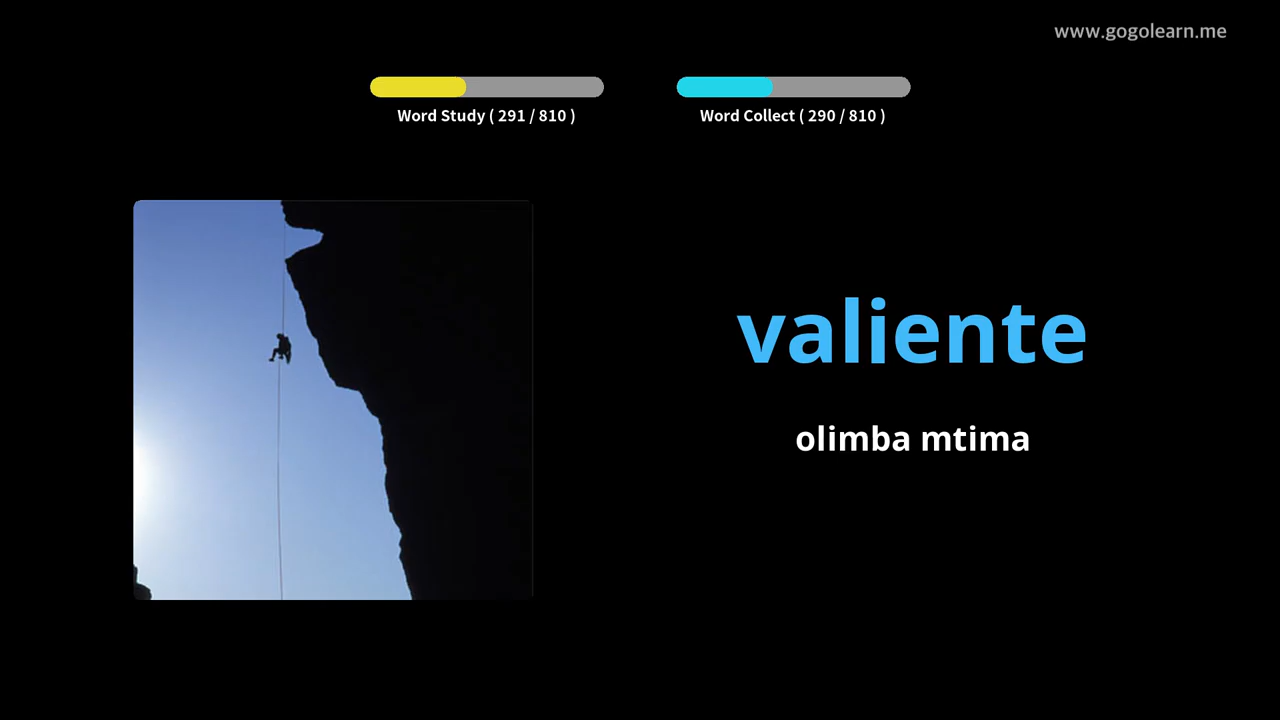 www.gogolearn.me
Word Study ( 291 / 810 )
Word Collect ( 290 / 810 )
valiente
olimba mtima